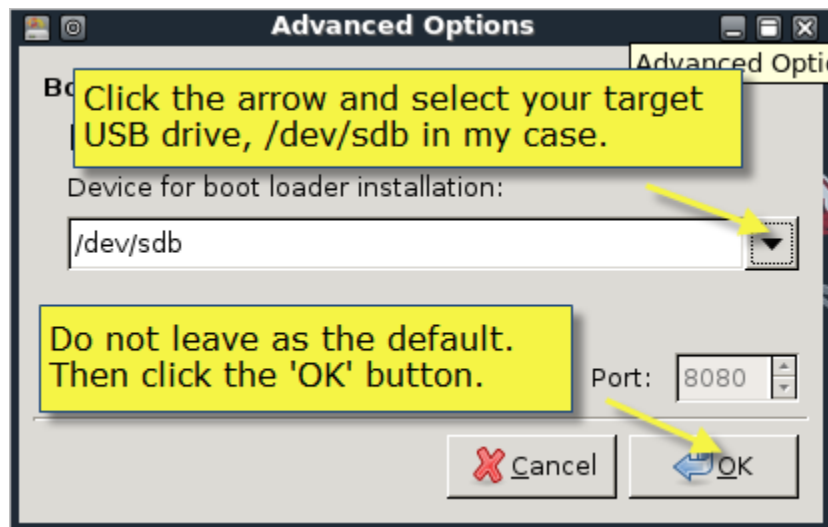 Advanced Options
Advanced Optio
Bo
Click the arrow and select your target
USB drive, /dev/sdb in my case.
Device for boot loader installation:
/dev/sdb
Do not leave as the default.
Then click the 'OK' button.
Port: 8080
Cancel OK